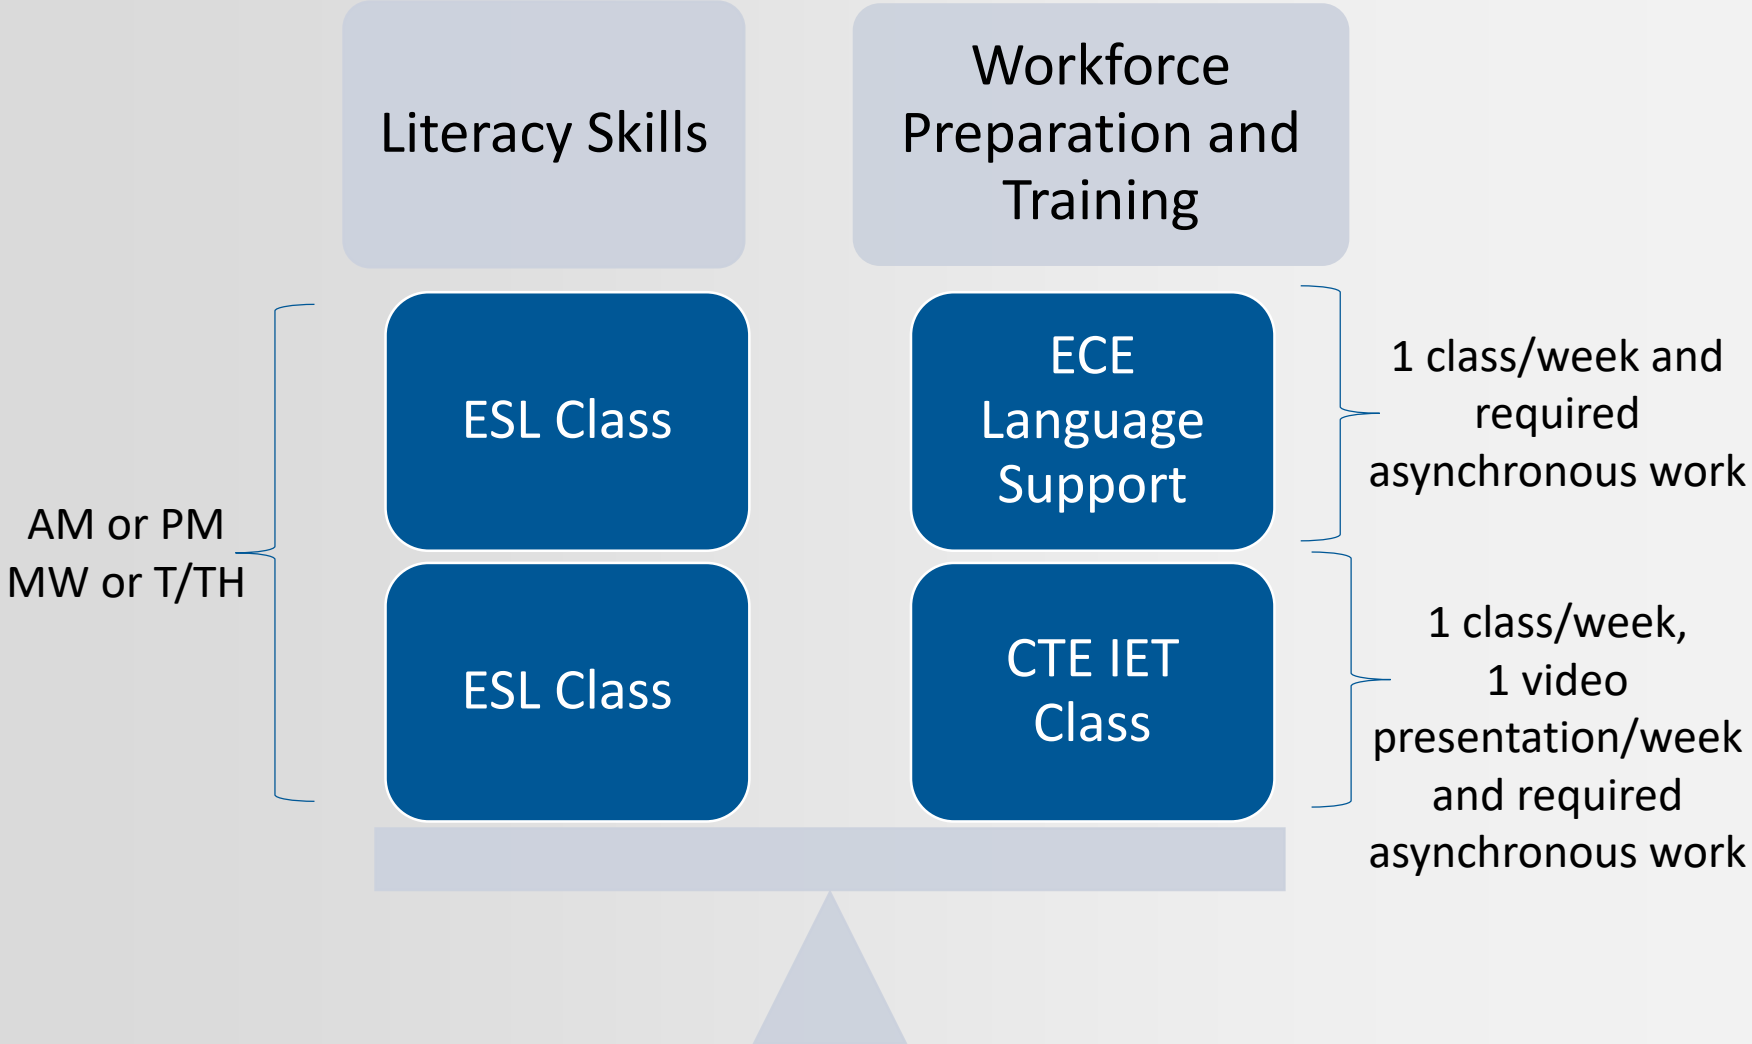 Literacy Skills
Workforce
Preparation and
Training
AM or PM
MW or T/TH
ESL Class
ESL Class
ECE
Language
Support
CTE IET
Class
1 class/week and
required
asynchronous work
1 class/week,
1 video
presentation/week
and required
asynchronous work